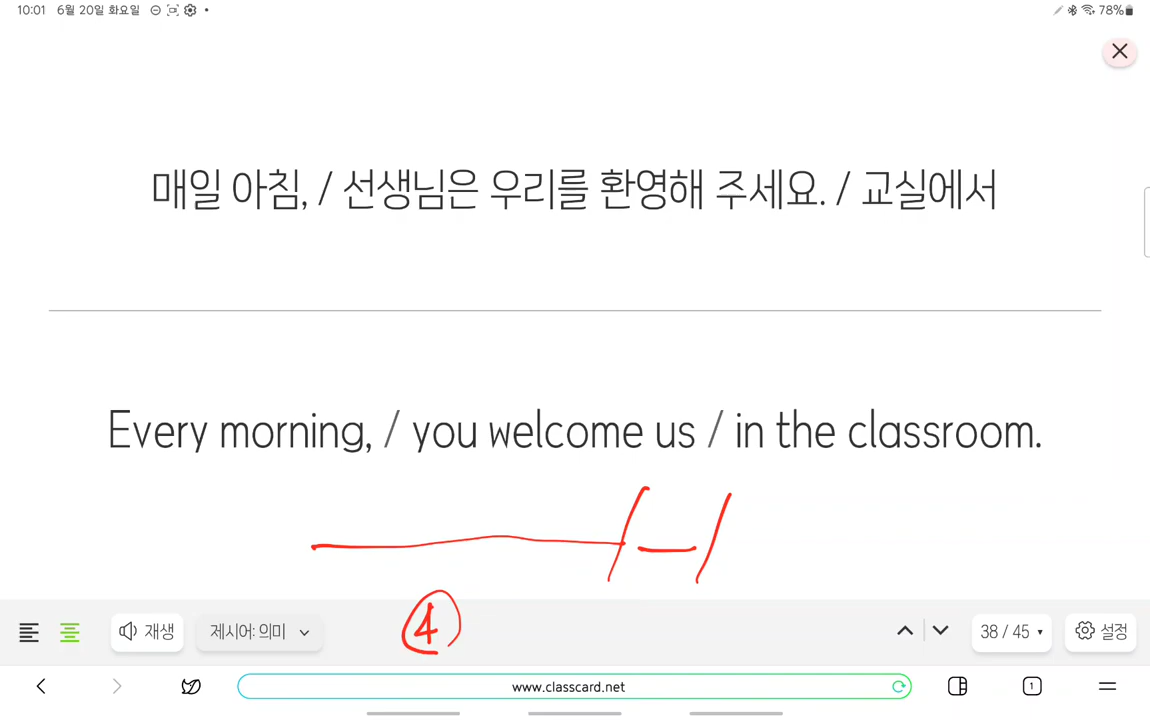 10:01 6월 20일 화요일 78%
매일 아침, / 선생님은 우리를 환영해 주세요. / 교실에서
Every morning, / you welcome us / in the classroom.
④
재생 제시어: 의미 38 / 45 설정
www.classcard.net 1